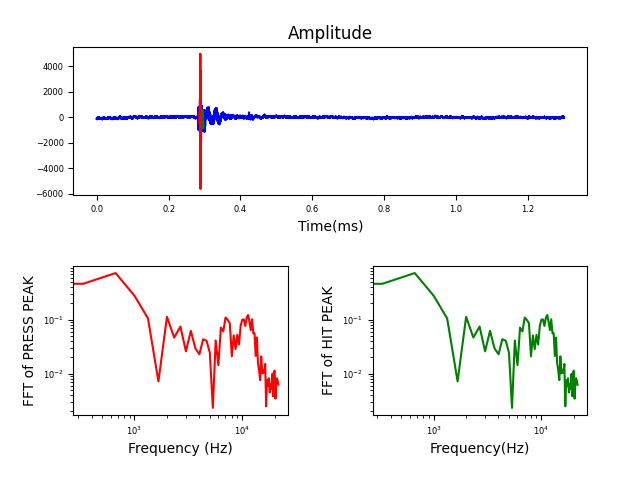 Amplitude
4000
2000
0
−2000
−4000
−6000
0.0 0.2 0.4 0.6 0.8 1.0 1.2
Time(ms)
FFT of PRESS PEAK
10⁻¹
10⁻²
10³ 10⁴
Frequency (Hz)
FFT of HIT PEAK
10⁻¹
10⁻²
10³ 10⁴
Frequency(Hz)